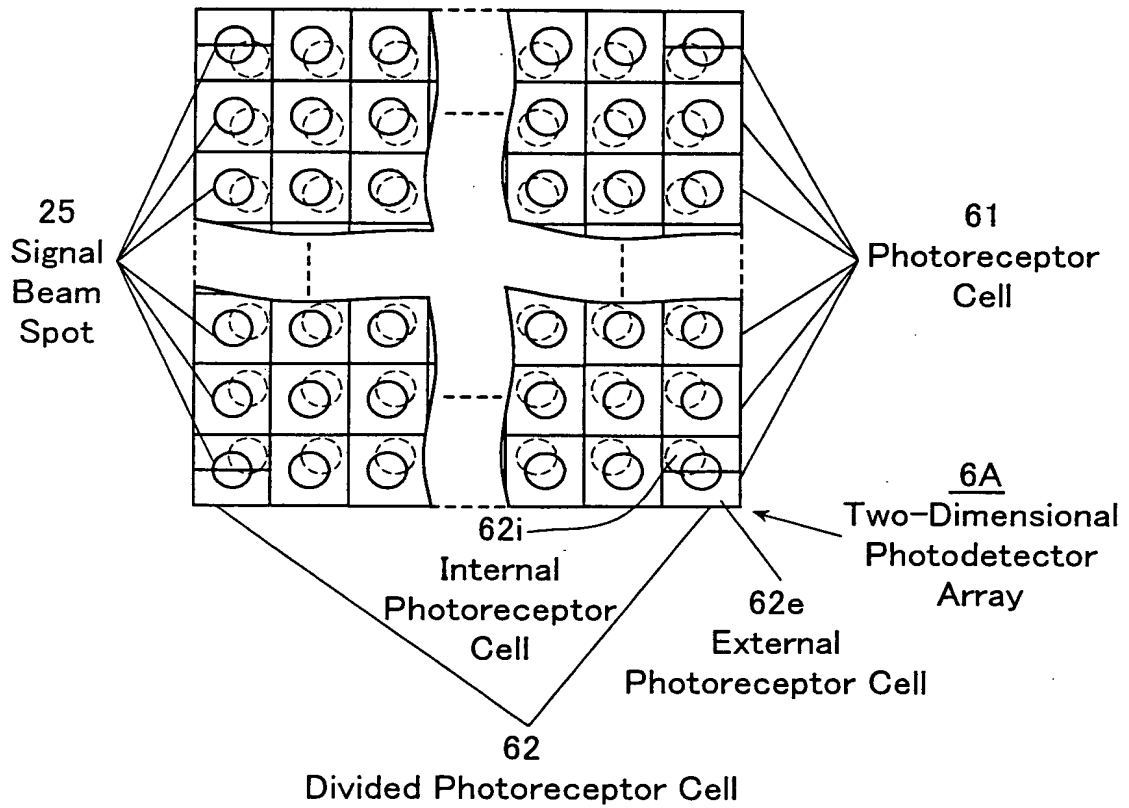 25
Signal
Beam
Spot
61
Photoreceptor
Cell
6A
Two-Dimensional
Photodetector
Array
62i
Internal
Photoreceptor
Cell
62e
External
Photoreceptor Cell
62
Divided Photoreceptor Cell